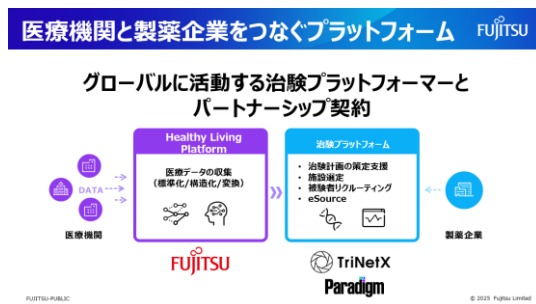 医療機関と製薬企業をつなぐプラットフォーム
FUJITSU
グローバルに活動する治験プラットフォーマーと
パートナーシップ契約
Healthy Living
Platform
医療データの収集
(標準化/構造化/変換)
DATA
医療機関
治験プラットフォーム
• 治験計画の策定支援
• 施設選定
• 被験者リクルーティング
• eSource
製薬企業
FUJITSU
TriNetX
Paradigm
FUJITSU-PUBLIC
© 2025 Fujitsu Limited